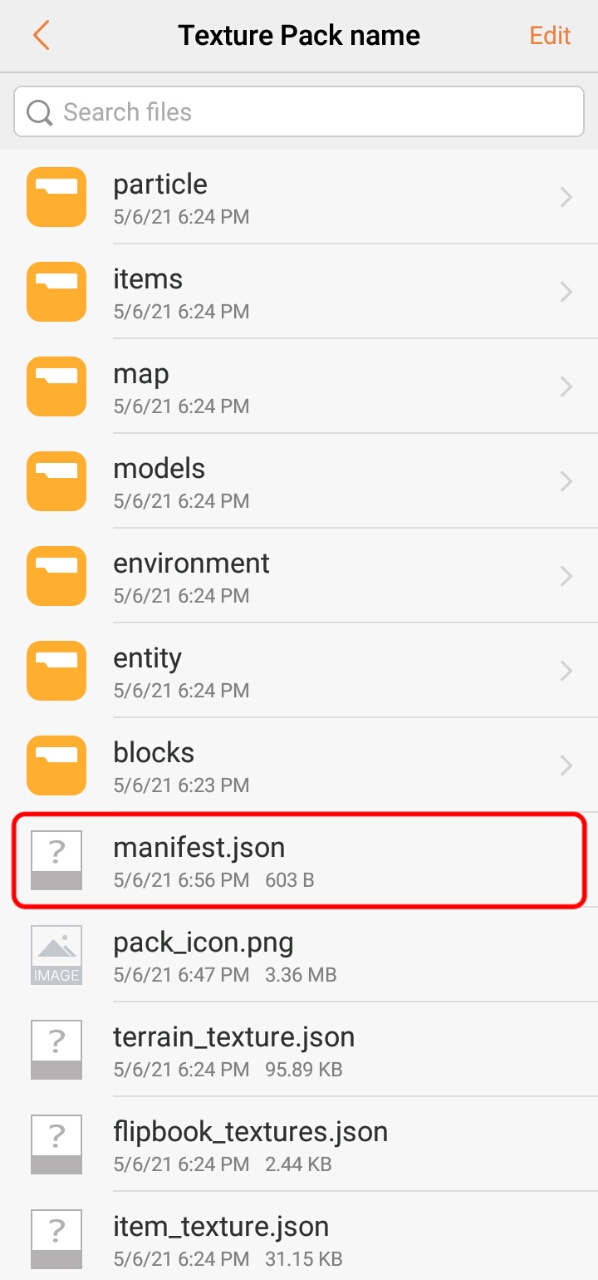 Texture Pack name
Edit
Search files
particle
5/6/21 6:24 PM
items
5/6/21 6:24 PM
map
5/6/21 6:24 PM
models
5/6/21 6:24 PM
environment
5/6/21 6:24 PM
entity
5/6/21 6:24 PM
blocks
5/6/21 6:23 PM
?
manifest.json
5/6/21 6:56 PM 603 B
IMAGE
pack_icon.png
5/6/21 6:47 PM 3.36 MB
?
terrain_texture.json
5/6/21 6:24 PM 95.89 KB
?
flipbook_textures.json
5/6/21 6:24 PM 2.44 KB
?
item_texture.json
5/6/21 6:24 PM 31.15 KB